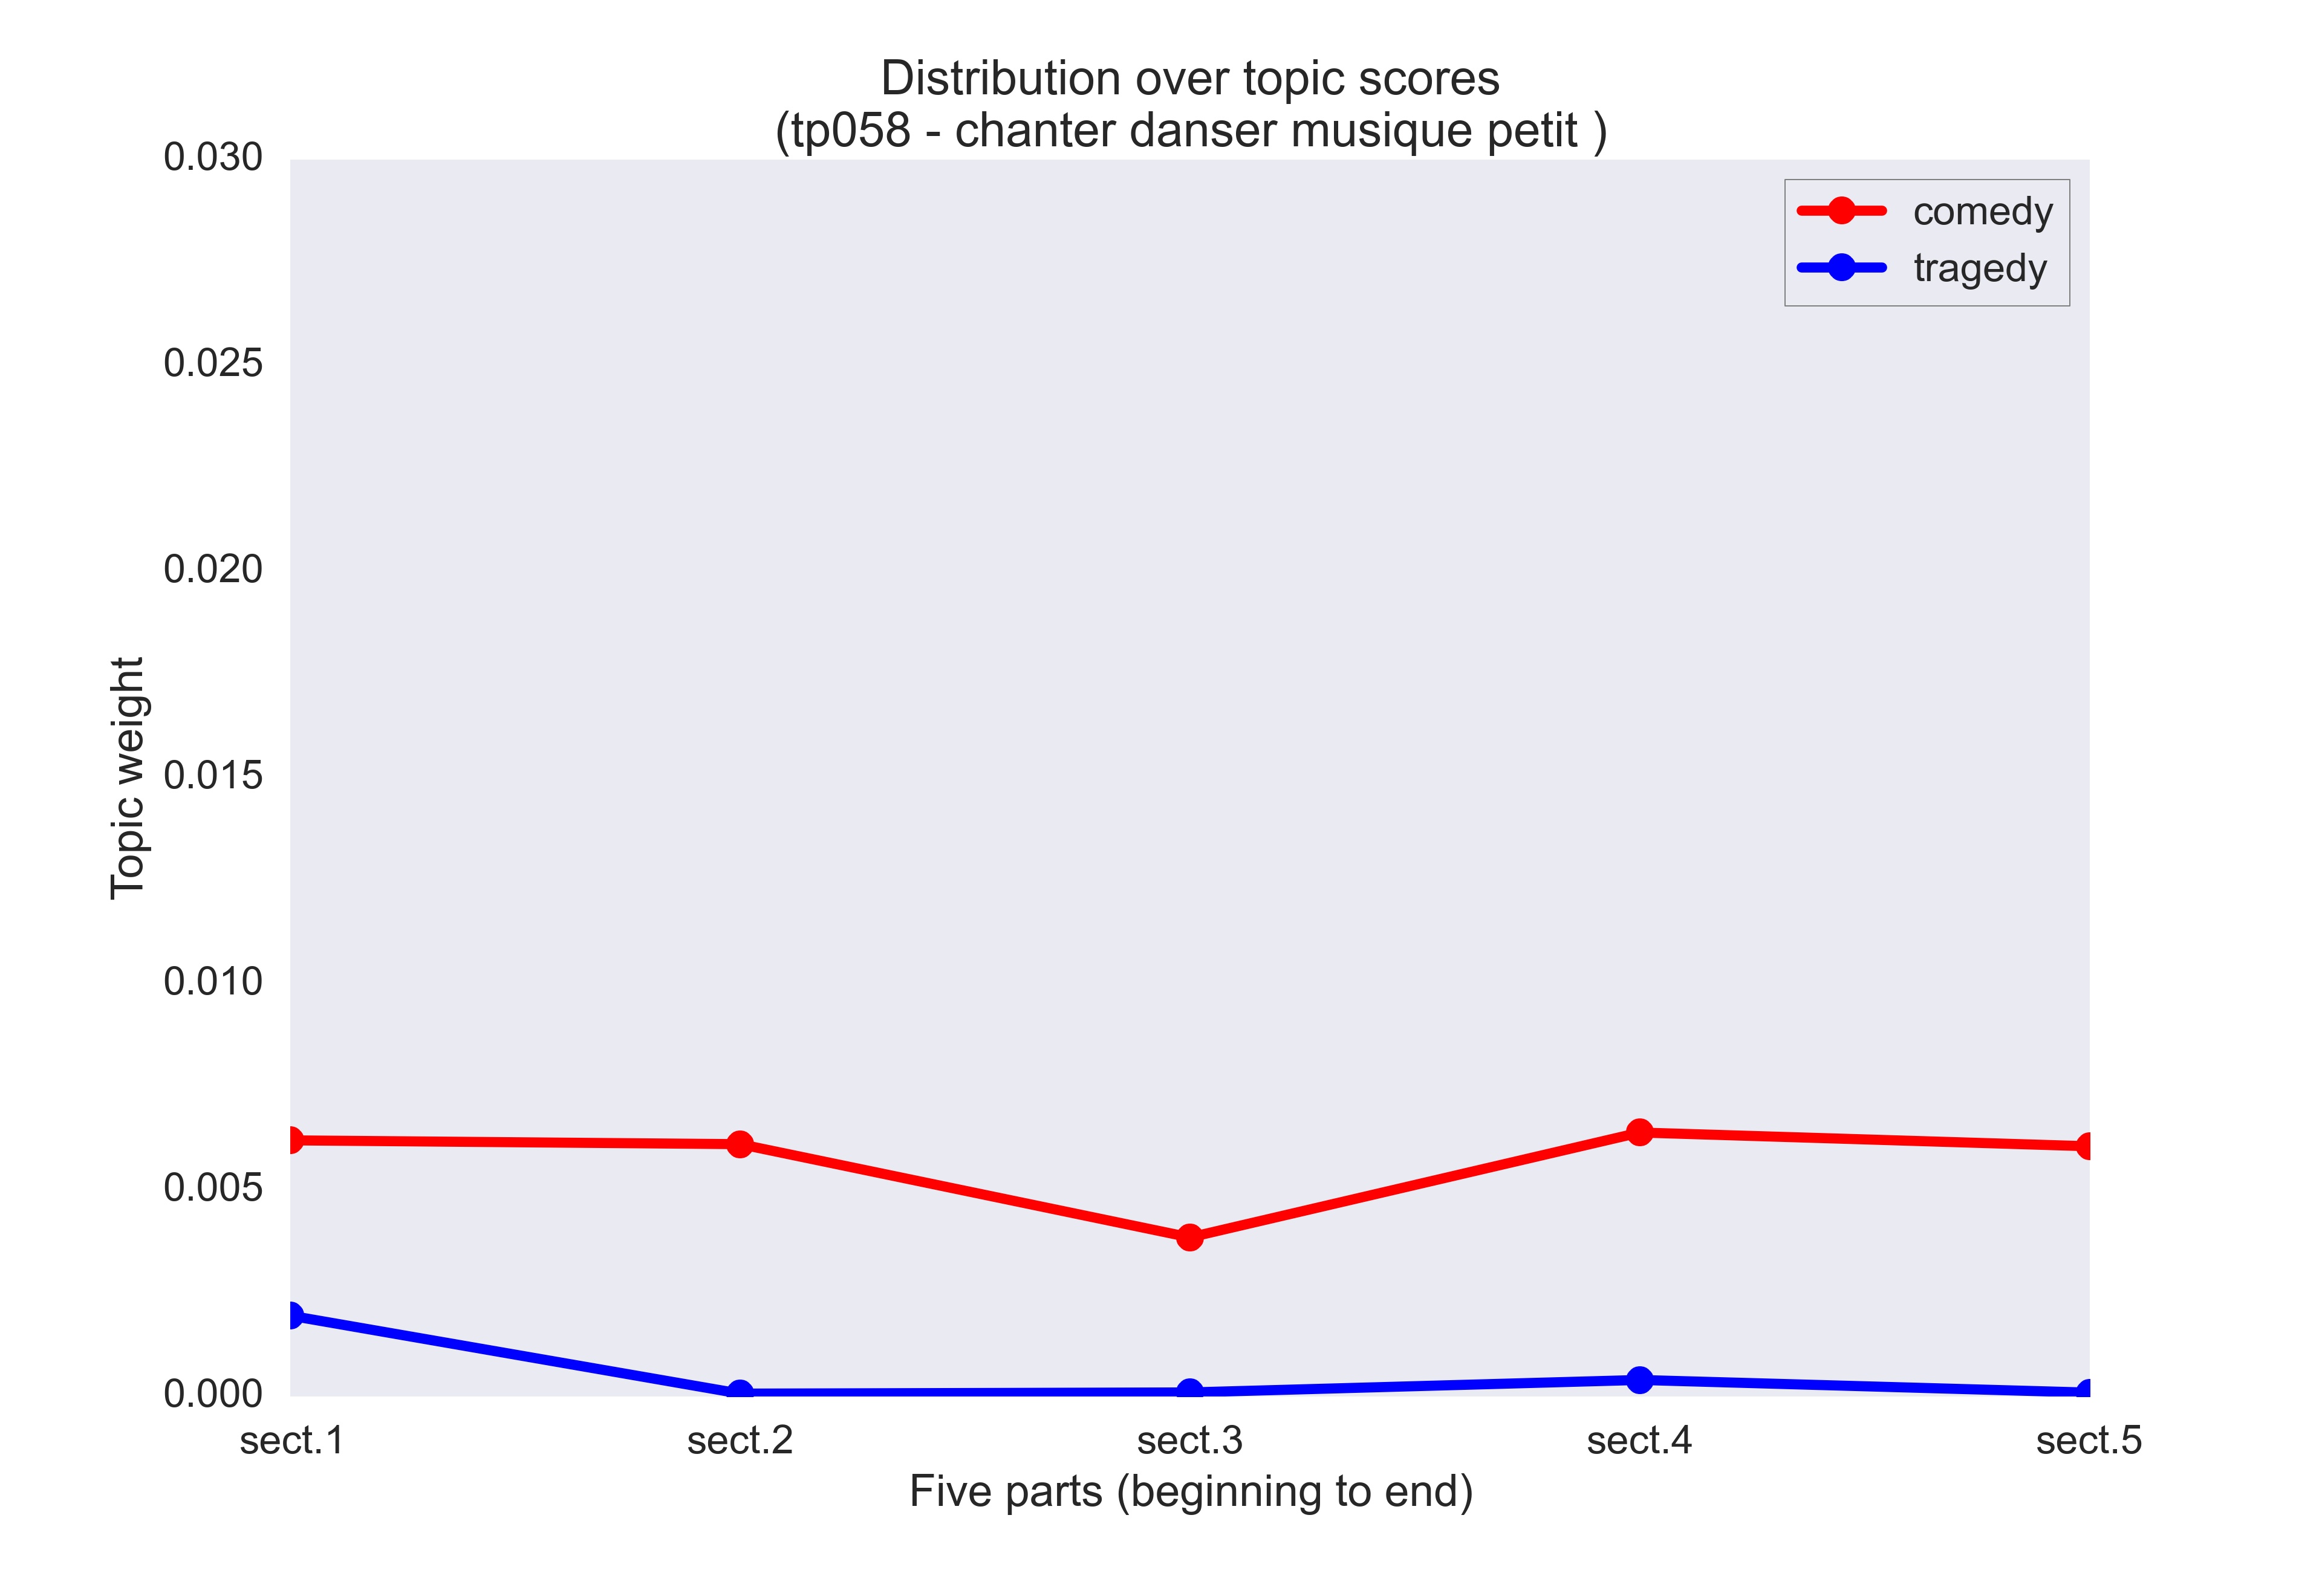 Distribution over topic scores
(tp058 - chanter danser musique petit )
0.030
0.025
0.020
0.015
0.010
0.005
0.000
Topic weight
comedy
tragedy
sect.1 sect.2 sect.3 sect.4 sect.5
Five parts (beginning to end)